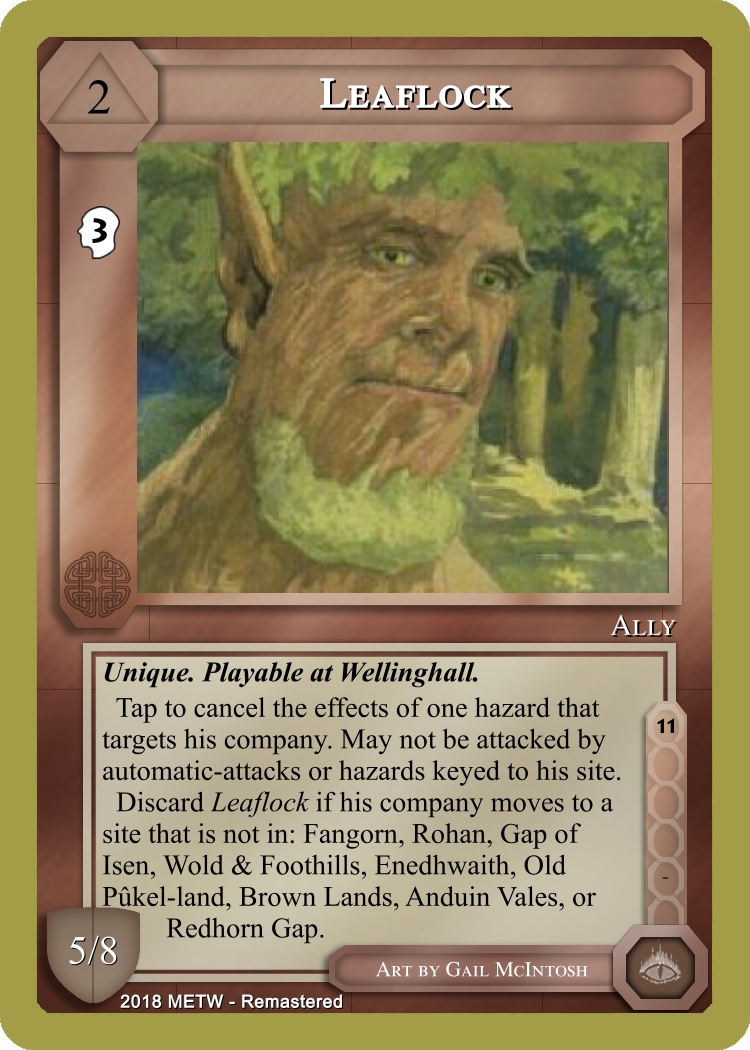 2
LEAFLOCK
3
ALLY
Unique. Playable at Wellinghall.
Tap to cancel the effects of one hazard that
targets his company. May not be attacked by
automatic-attacks or hazards keyed to his site.
Discard Leaflock if his company moves to a
site that is not in: Fangorn, Rohan, Gap of
Isen, Wold & Foothills, Enedhwaith, Old
Pûkel-land, Brown Lands, Anduin Vales, or
Redhorn Gap.
11
-
5/8
ART BY GAIL MCINTOSH
2018 METW - Remastered